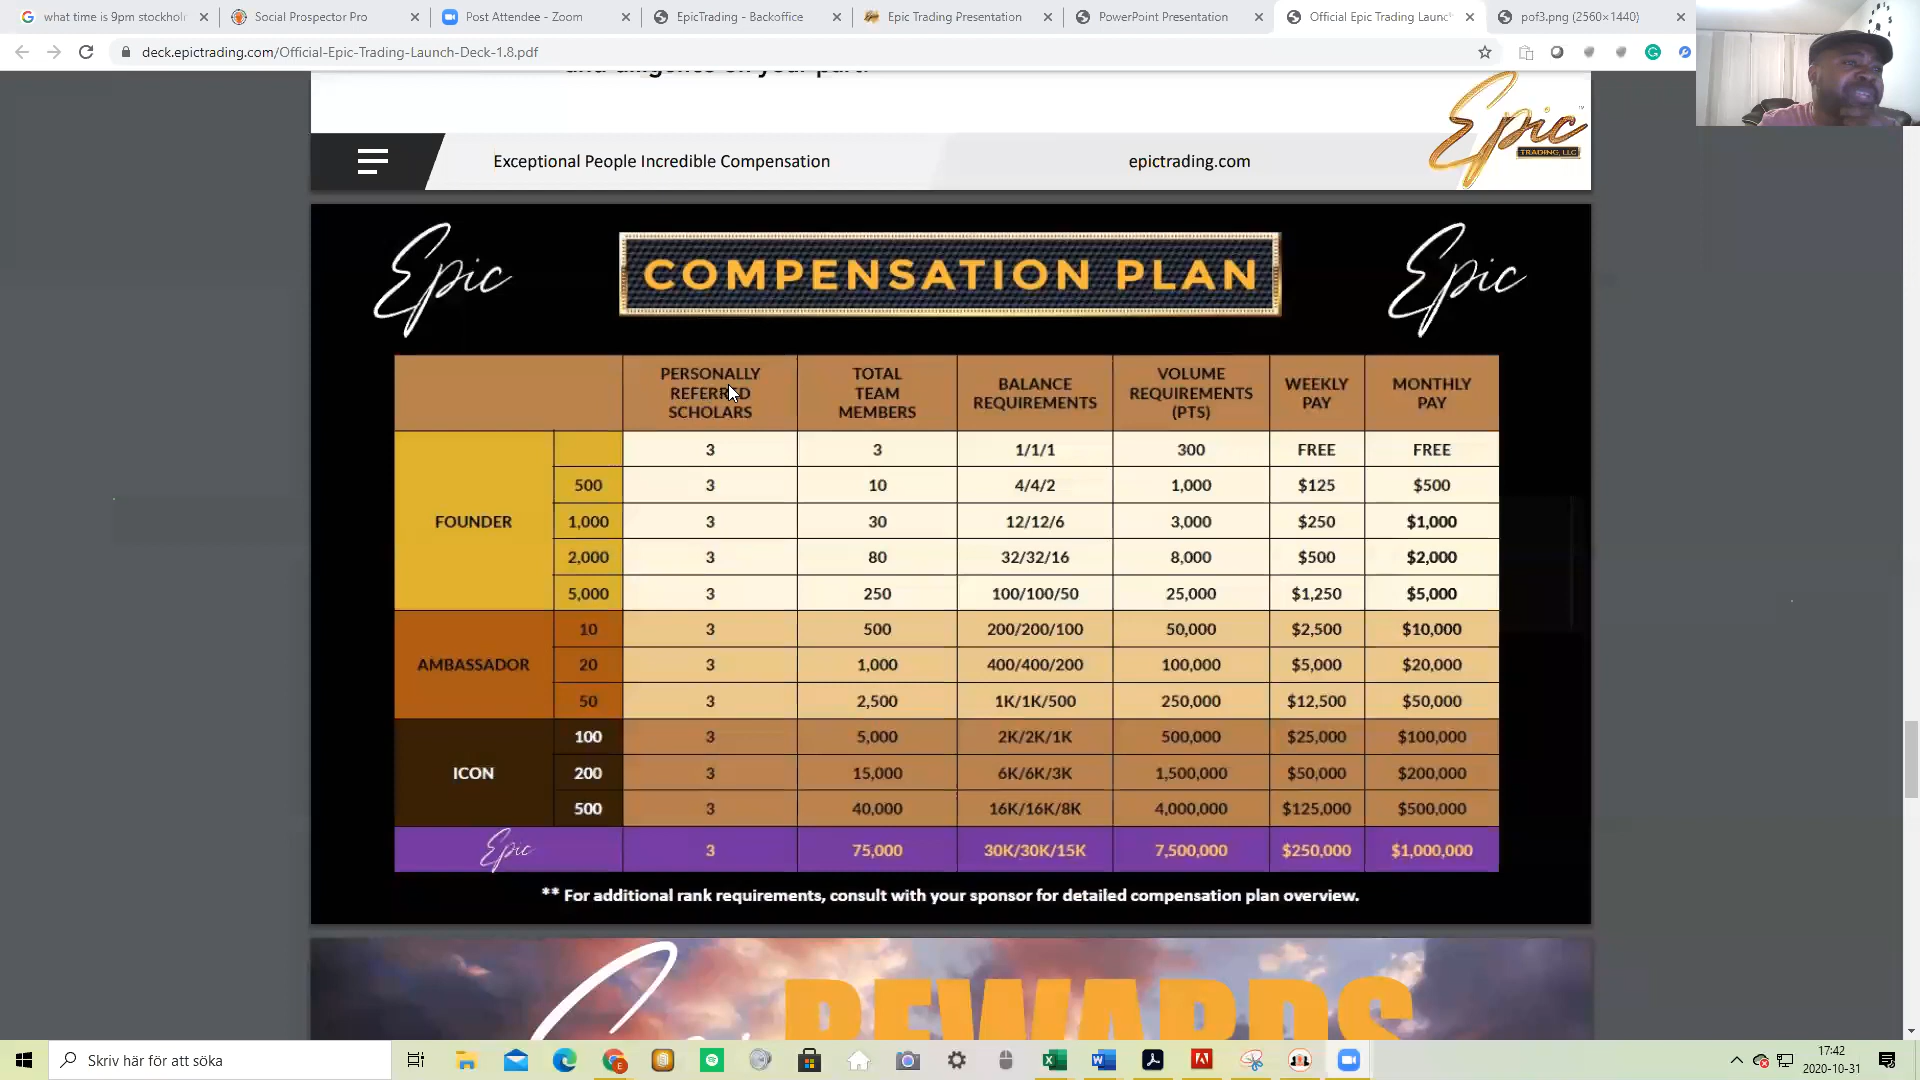 what time is 9pm stockholm
Social Prospector Pro
Post Attendee - Zoom
EpicTrading - Backoffice
Epic Trading Presentation
PowerPoint Presentation
Official Epic Trading Launch
pof3.png (2560×1440)
deck.epictrading.com/Official-Epic-Trading-Launch-Deck-1.8.pdf
Exceptional People Incredible Compensation
epictrading.com
Epic
TRADING, LLC
Epic
COMPENSATION PLAN
Epic
PERSONALLY REFERRED SCHOLARS TOTAL TEAM MEMBERS BALANCE REQUIREMENTS VOLUME REQUIREMENTS (PTS) WEEKLY PAY MONTHLY PAY
3 3 1/1/1 300 FREE FREE
500 3 10 4/4/2 1,000 $125 $500
FOUNDER 1,000 3 30 12/12/6 3,000 $250 $1,000
2,000 3 80 32/32/16 8,000 $500 $2,000
5,000 3 250 100/100/50 25,000 $1,250 $5,000
10 3 500 200/200/100 50,000 $2,500 $10,000
AMBASSADOR 20 3 1,000 400/400/200 100,000 $5,000 $20,000
50 3 2,500 1K/1K/500 250,000 $12,500 $50,000
100 3 5,000 2K/2K/1K 500,000 $25,000 $100,000
ICON 200 3 15,000 6K/6K/3K 1,500,000 $50,000 $200,000
500 3 40,000 16K/16K/8K 4,000,000 $125,000 $500,000
Epic 3 75,000 30K/30K/15K 7,500,000 $250,000 $1,000,000
** For additional rank requirements, consult with your sponsor for detailed compensation plan overview.
REWARDS
Skriv här för att söka
17:42
2020-10-31